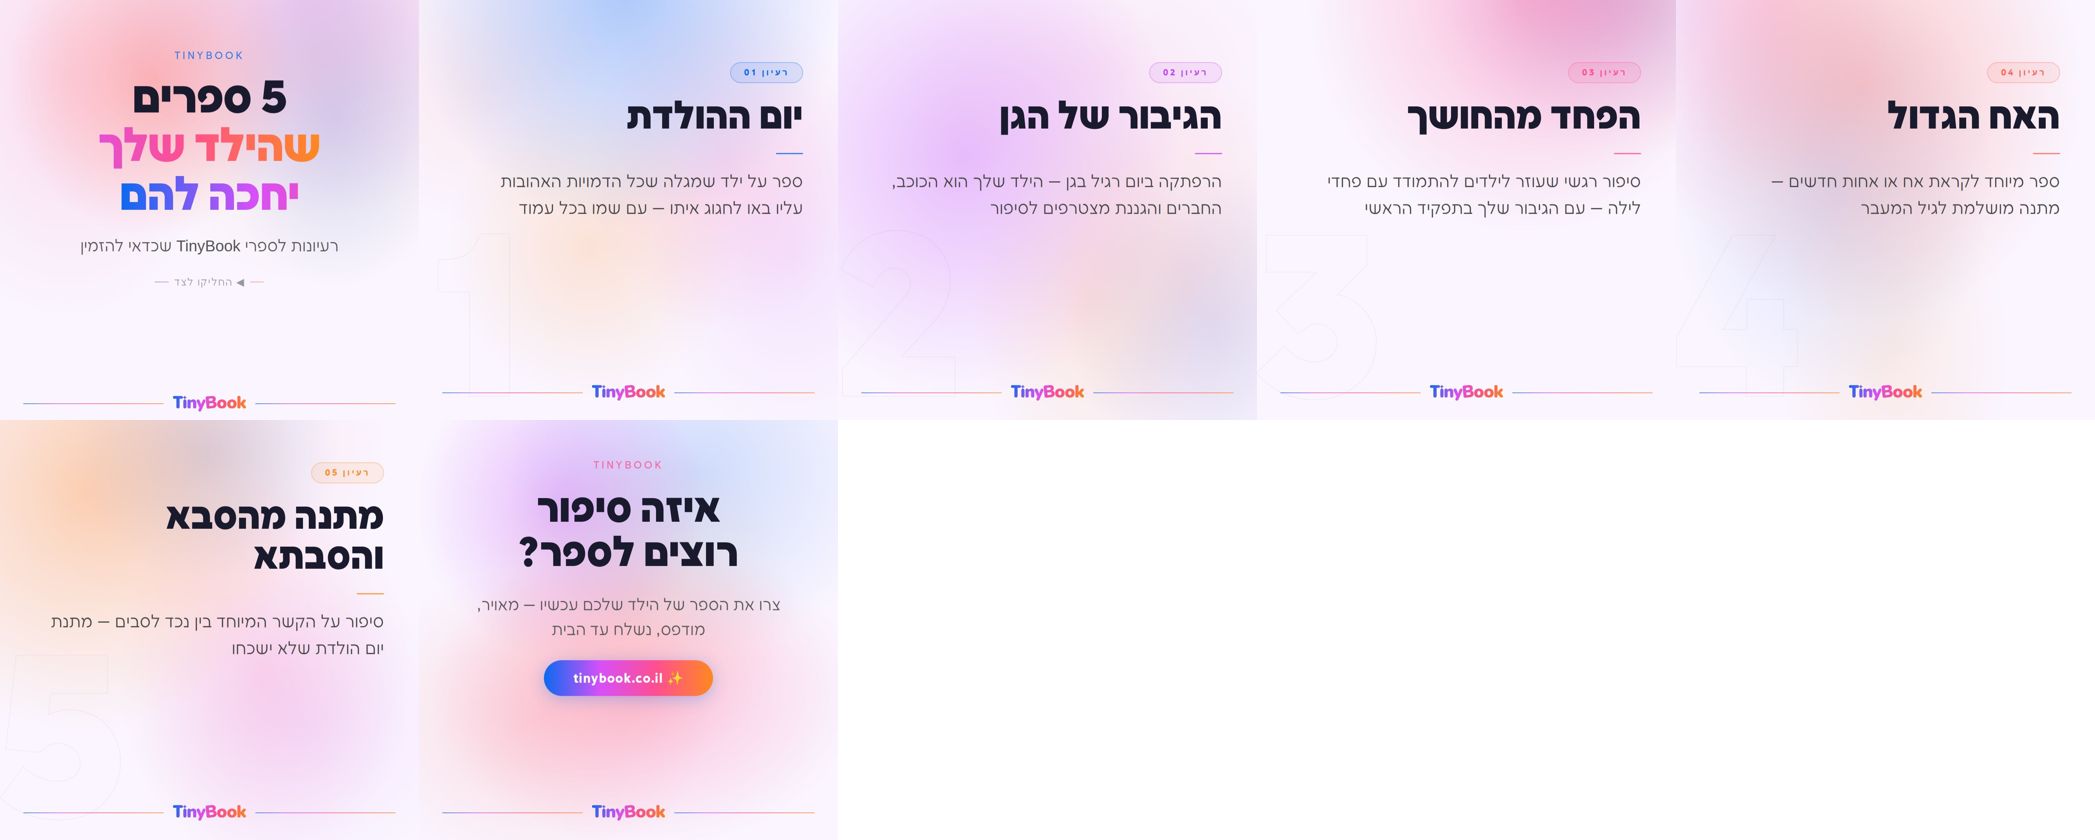 TINYBOOK
5 ספרים
שהילד שלך
יחכה להם
רעיונות לספרי TinyBook שכדאי להזמין
— ◀ החליקו לצד —
TinyBook
רעיון 01
יום ההולדת
ספר על ילד שמגלה שכל הדמויות האהובות
עליו באו לחגוג איתו — עם שמו בכל עמוד
1
TinyBook
רעיון 02
הגיבור של הגן
הרפתקה ביום רגיל בגן — הילד שלך הוא הכוכב,
החברים והגננת מצטרפים לסיפור
2
TinyBook
רעיון 03
הפחד מהחושך
סיפור רגשי שעוזר לילדים להתמודד עם פחדי
לילה — עם הגיבור שלך בתפקיד הראשי
3
TinyBook
רעיון 04
האח הגדול
ספר מיוחד לקראת אח או אחות חדשים —
מתנה מושלמת לגיל המעבר
4
TinyBook
רעיון 05
מתנה מהסבא
והסבתא
סיפור על הקשר המיוחד בין נכד לסבים — מתנת
יום הולדת שלא ישכחו
5
TinyBook
TINYBOOK
איזה סיפור
רוצים לספר?
צרו את הספר של הילד שלכם עכשיו — מאויר,
מודפס, נשלח עד הבית
tinybook.co.il ✨
TinyBook